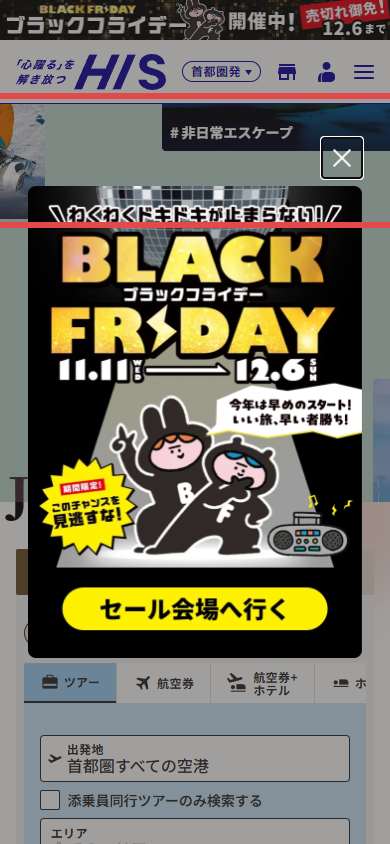 BLACK FRIDAY
ブラックフライデー 開催中!
売切れ御免!
12.6まで
「心躍る」を
解き放つ
HIS
首都圏発
#非日常エスケープ
わくわくドキドキが止まらない!
BLACK
ブラックフライデー
FRIDAY
11.11 WED 12.6 SUN
今年は早めのスタート!
いい旅、早い者勝ち!
期間限定!
このチャンスを
見逃すな!
B F
J
セール会場へ行く
ツアー
航空券
航空券+
ホテル
ホ
出発地
首都圏すべての空港
添乗員同行ツアーのみ検索する
エリア